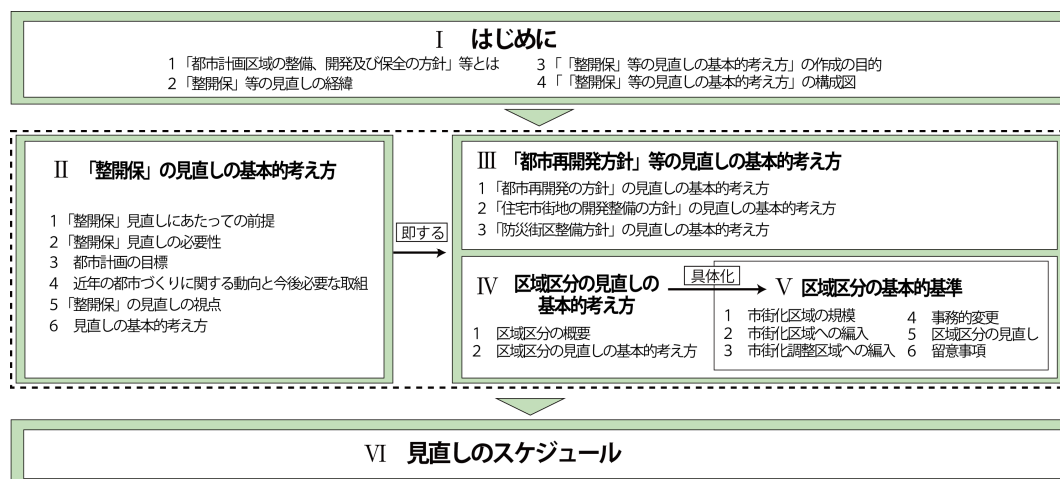 Ⅰ はじめに
1 「都市計画区域の整備、開発及び保全の方針」等とは
2 「整開保」等の見直しの経緯
3 「「整開保」等の見直しの基本的考え方」の作成の目的
4 「「整開保」等の見直しの基本的考え方」の構成図
Ⅱ 「整開保」の見直しの基本的考え方
1 「整開保」見直しにあたっての前提
2 「整開保」見直しの必要性
3 都市計画の目標
4 近年の都市づくりに関する動向と今後必要な取組
5 「整開保」の見直しの視点
6 見直しの基本的考え方
即する
Ⅲ 「都市再開発方針」等の見直しの基本的考え方
1 「都市再開発の方針」の見直しの基本的考え方
2 「住宅市街地の開発整備の方針」の見直しの基本的考え方
3 「防災街区整備方針」の見直しの基本的考え方
Ⅳ 区域区分の見直しの
基本的考え方
1 区域区分の概要
2 区域区分の見直しの基本的考え方
具体化
Ⅴ 区域区分の基本的基準
1 市街化区域の規模
2 市街化区域への編入
3 市街化調整区域への編入
4 事務的変更
5 区域区分の見直し
6 留意事項
Ⅵ 見直しのスケジュール